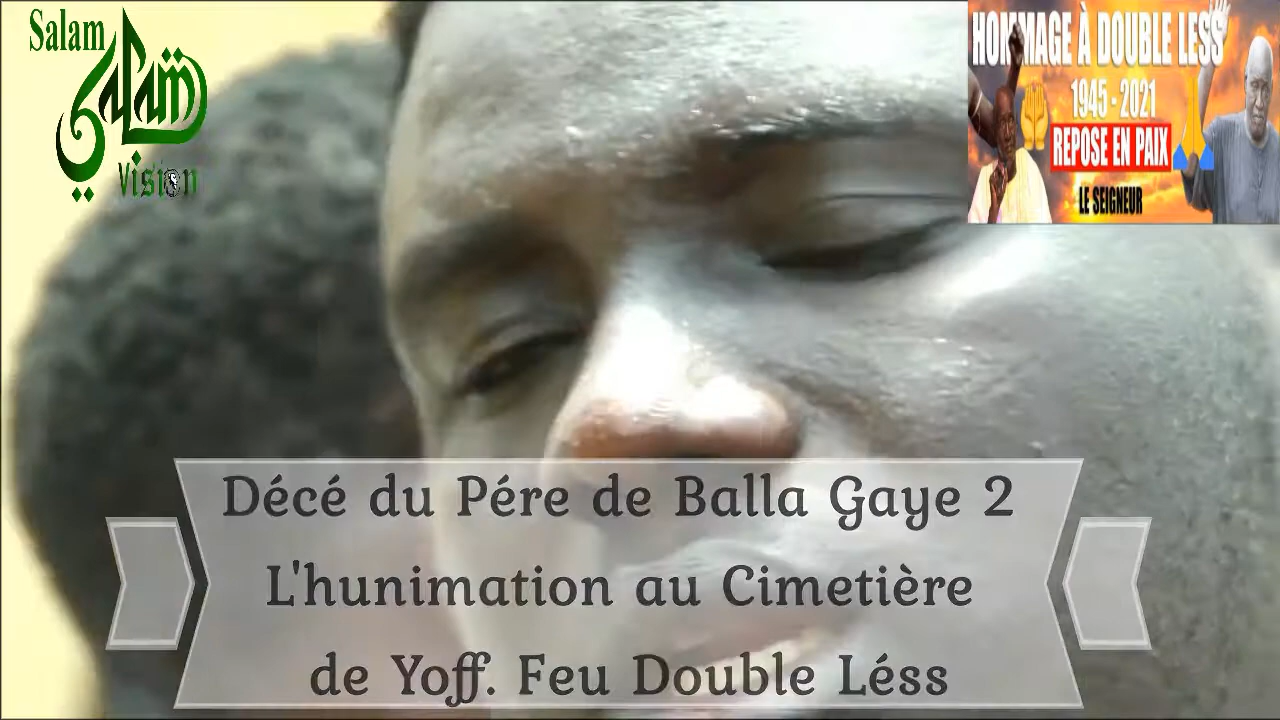 Salam
Salam
Vision
HOMMAGE À DOUBLE LESS
1945 - 2021
REPOSE EN PAIX
LE SEIGNEUR
Décé du Pére de Balla Gaye 2
L'hunimation au Cimetière
de Yoff. Feu Double Léss